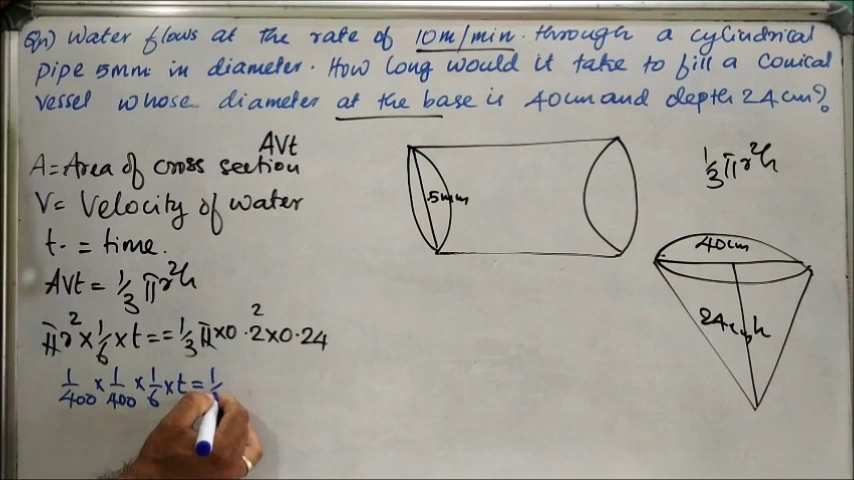 Qn) Water flows at the rate of 10m/min. through a cylindrical
pipe 5mm in diameter. How long would it take to fill a conical
vessel whose diameter at the base is 40cm and depth 24cm?
AVt
A = Area of cross section
V = Velocity of water
t. = time.
AVt = 1/3 πr²h
πr² × 1/6 × t = = 1/3 π × 0.2² × 0.24
1/400 × 1/400 × 1/6 × t = 1/
5mm
1/3 πr²h
40cm
24cm h